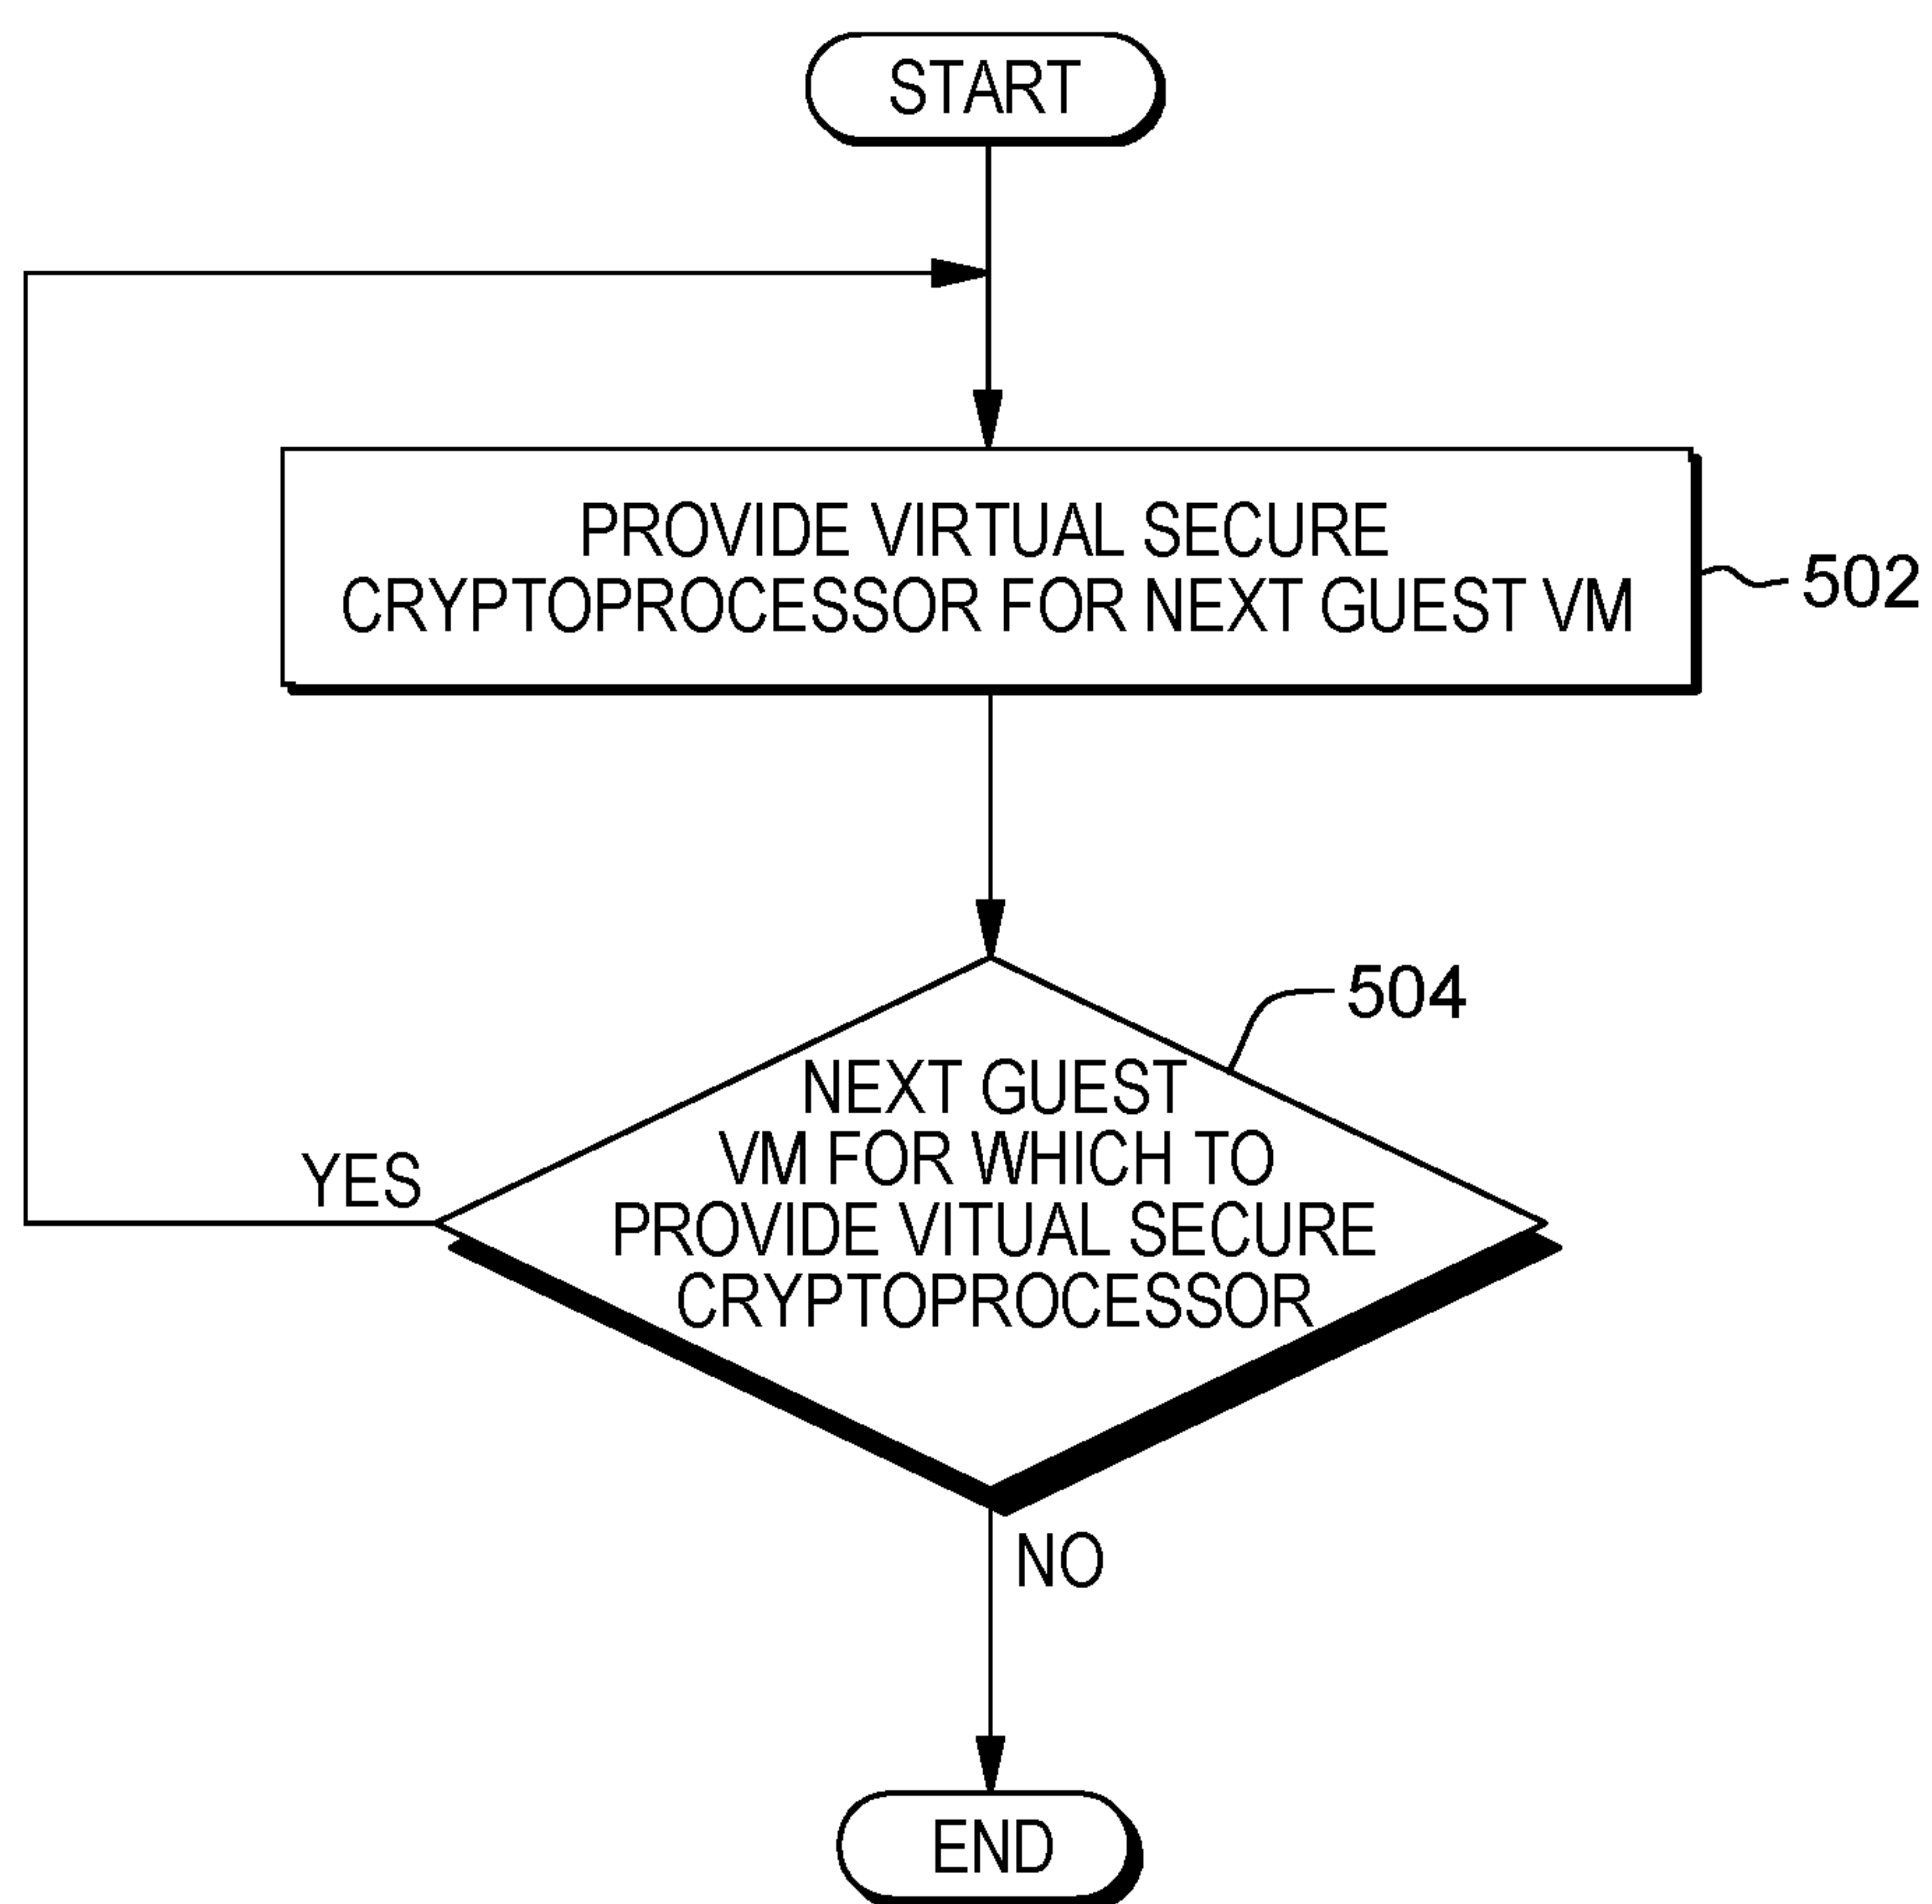 START
PROVIDE VIRTUAL SECURE
CRYPTOPROCESSOR FOR NEXT GUEST VM
502
504
NEXT GUEST
VM FOR WHICH TO
PROVIDE VITUAL SECURE
CRYPTOPROCESSOR
YES
NO
END